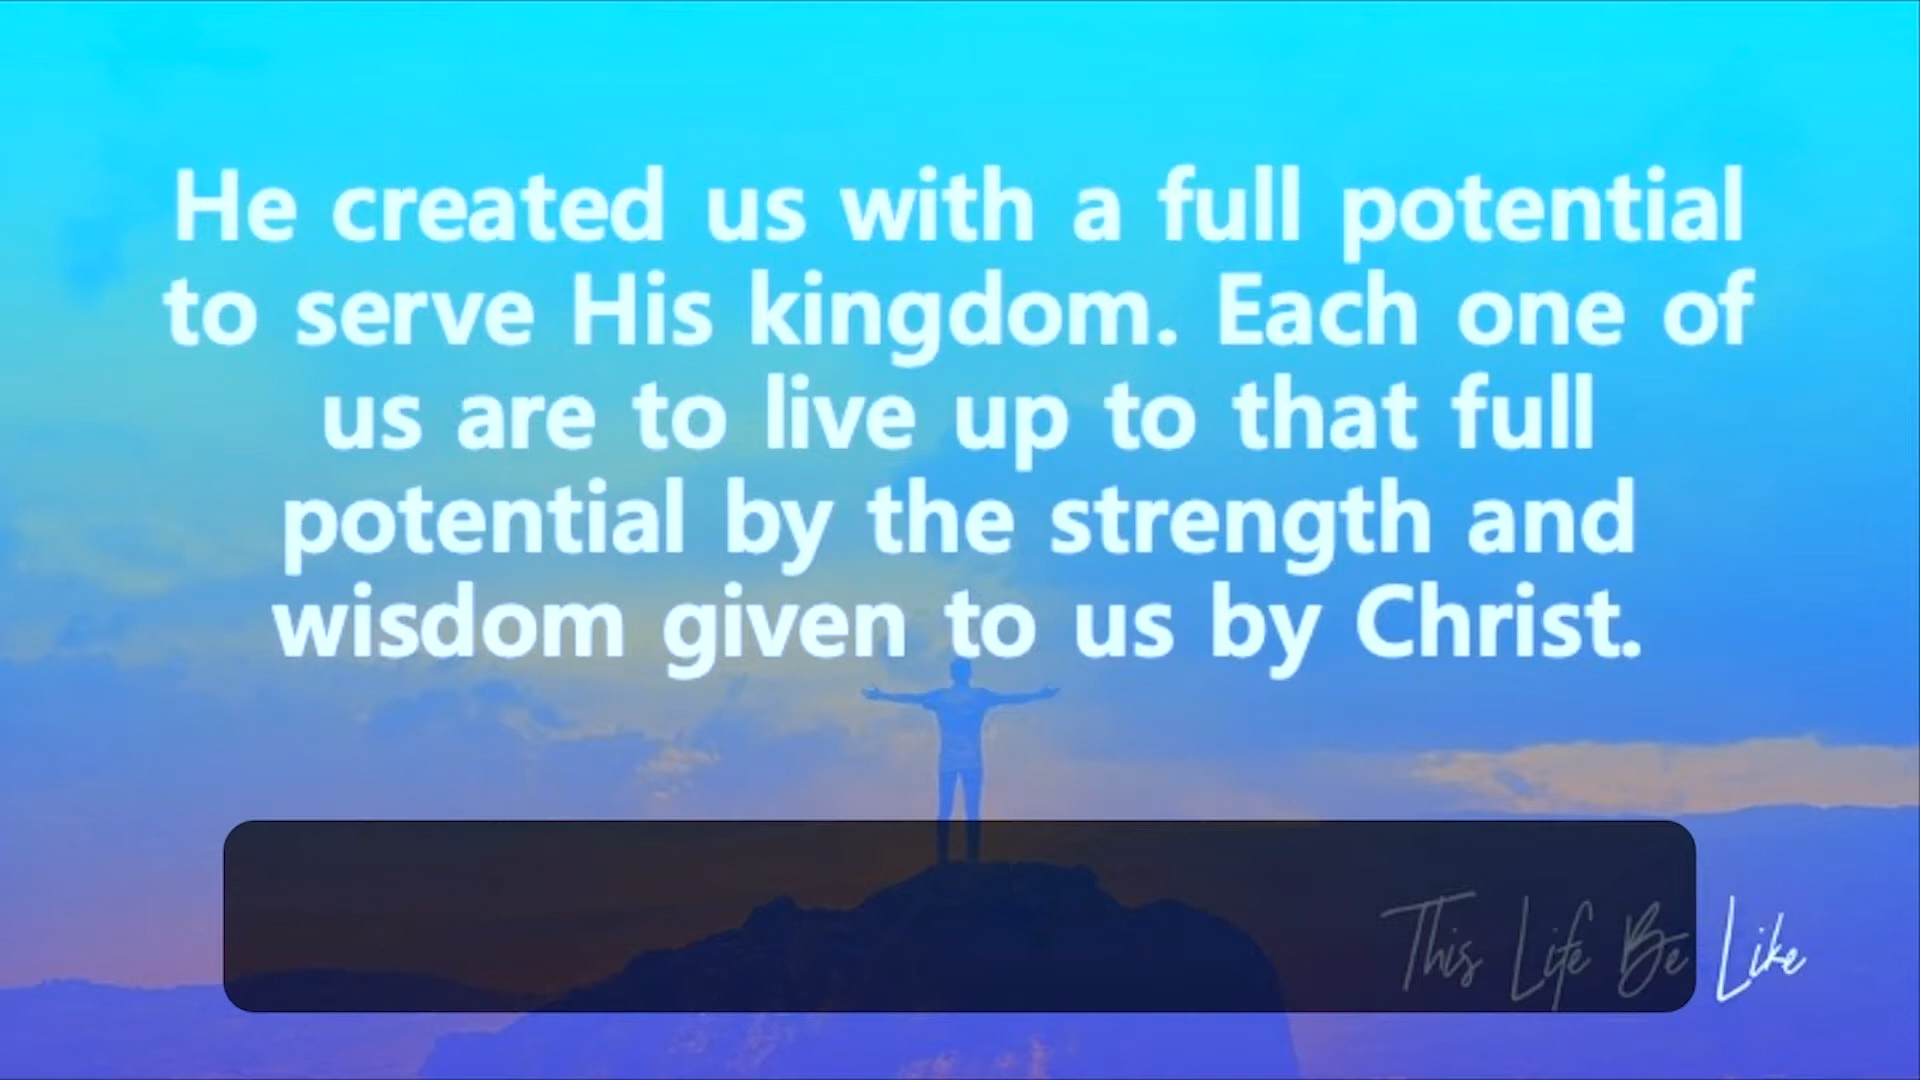 He created us with a full potential
to serve His kingdom. Each one of
us are to live up to that full
potential by the strength and
wisdom given to us by Christ.
This Life Be Like